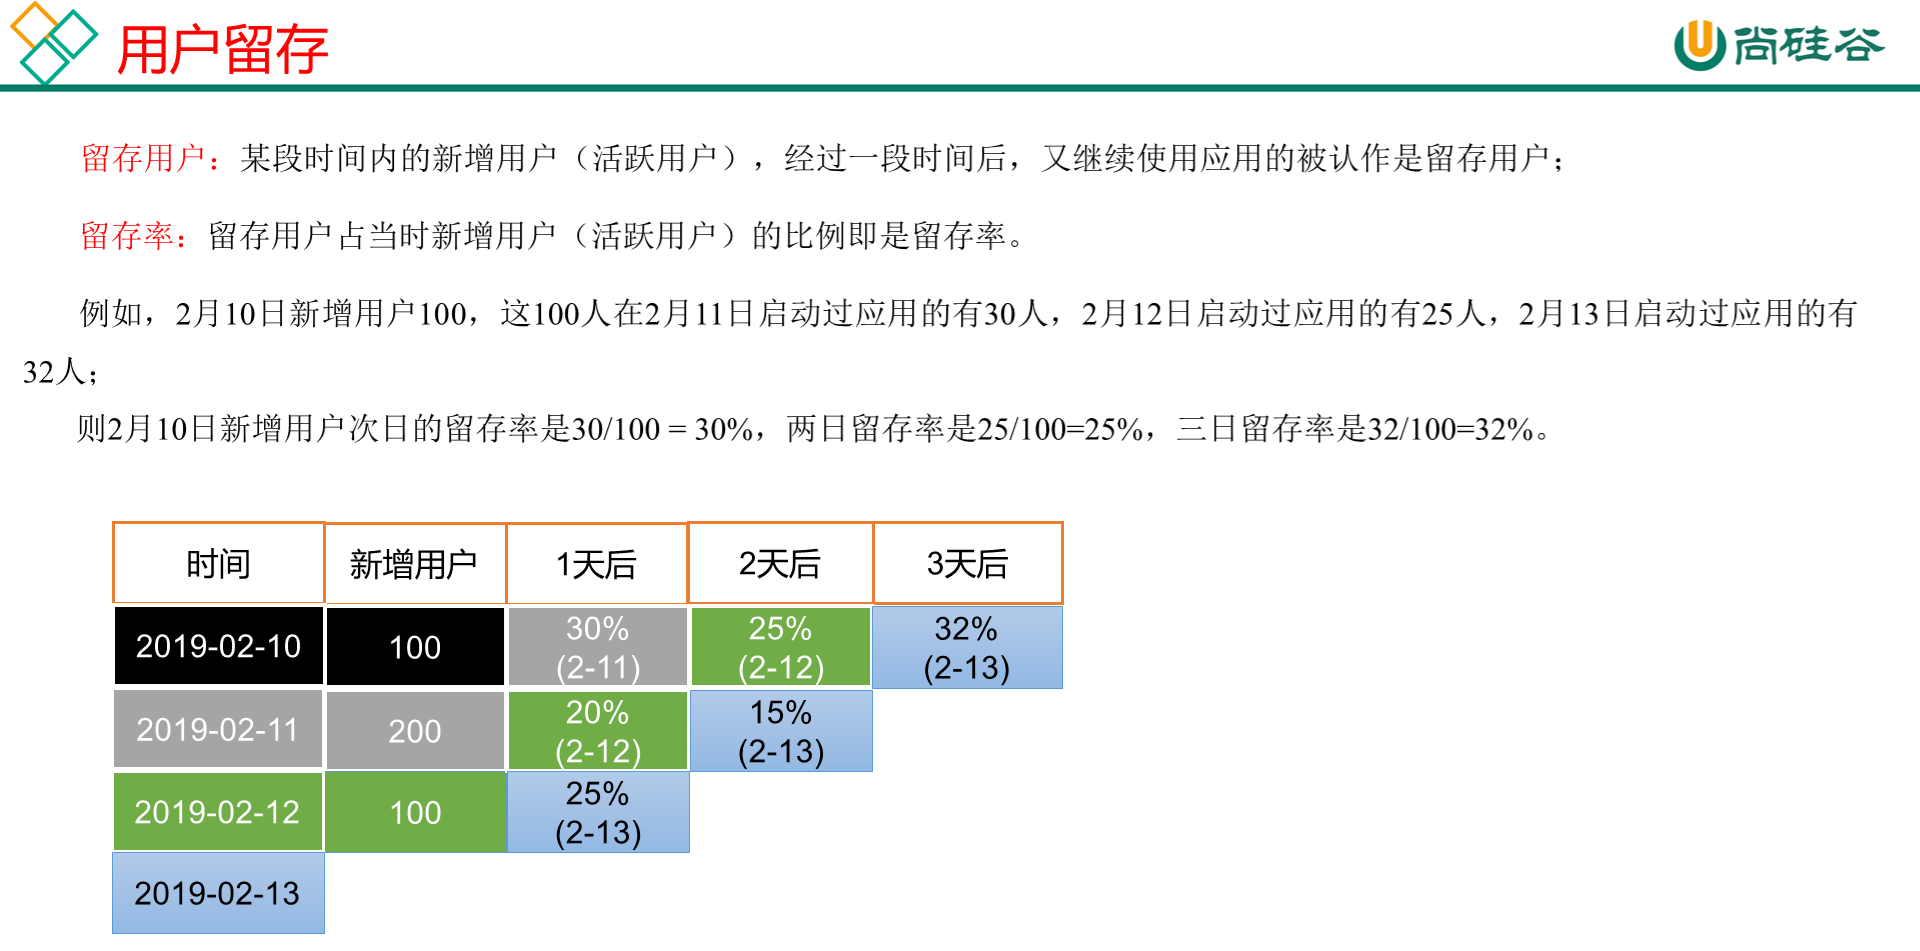 用户留存
尚硅谷
留存用户：某段时间内的新增用户（活跃用户），经过一段时间后，又继续使用应用的被认作是留存用户；
留存率：留存用户占当时新增用户（活跃用户）的比例即是留存率。
例如，2月10日新增用户100，这100人在2月11日启动过应用的有30人，2月12日启动过应用的有25人，2月13日启动过应用的有
32人；
则2月10日新增用户次日的留存率是30/100 = 30%，两日留存率是25/100=25%，三日留存率是32/100=32%。
时间 新增用户 1天后 2天后 3天后
2019-02-10 100 30% 25% 32%
(2-11) (2-12) (2-13)
2019-02-11 200 20% 15%
(2-12) (2-13)
2019-02-12 100 25%
(2-13)
2019-02-13